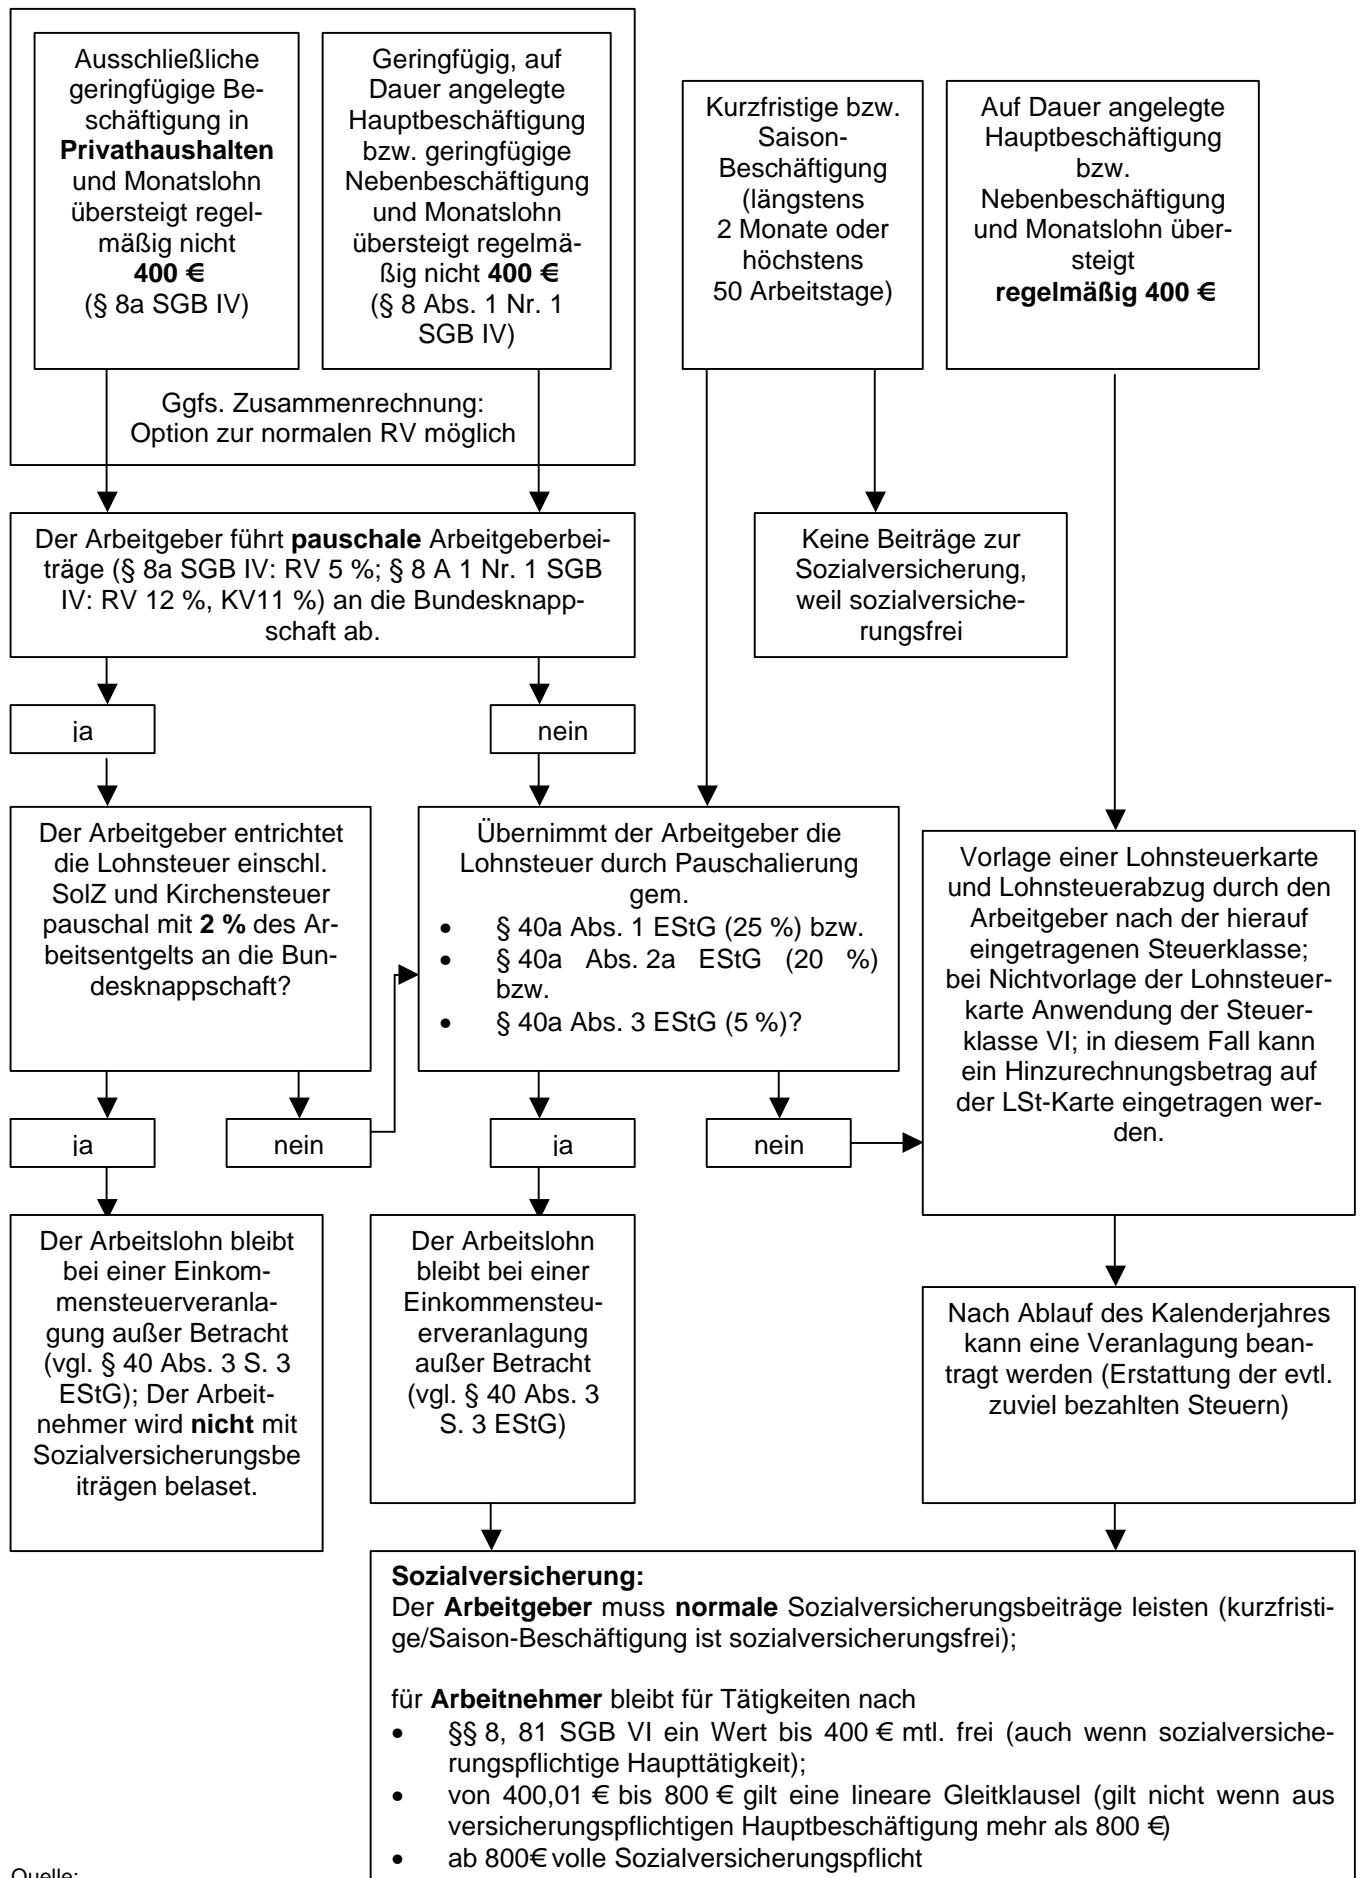 Ausschließliche
geringfügige Be-
schäftigung in
Privathaushalten
und Monatslohn
übersteigt regel-
mäßig nicht
400 €
(§ 8a SGB IV)
Geringfügig, auf
Dauer angelegte
Hauptbeschäftigung
bzw. geringfügige
Nebenbeschäftigung
und Monatslohn
übersteigt regelmä-
ßig nicht 400 €
(§ 8 Abs. 1 Nr. 1
SGB IV)
Kurzfristige bzw.
Saison-
Beschäftigung
(längstens
2 Monate oder
höchstens
50 Arbeitstage)
Auf Dauer angelegte
Hauptbeschäftigung
bzw.
Nebenbeschäftigung
und Monatslohn über-
steigt
regelmäßig 400 €
Ggfs. Zusammenrechnung:
Option zur normalen RV möglich
Der Arbeitgeber führt pauschale Arbeitgeberbei-
träge (§ 8a SGB IV: RV 5 %; § 8 A 1 Nr. 1 SGB
IV: RV 12 %, KV11 %) an die Bundesknapp-
schaft ab.
Keine Beiträge zur
Sozialversicherung,
weil sozialversiche-
rungsfrei
ja
nein
Der Arbeitgeber entrichtet
die Lohnsteuer einschl.
SolZ und Kirchensteuer
pauschal mit 2 % des Ar-
beitsentgelts an die Bun-
desknappschaft?
Übernimmt der Arbeitgeber die
Lohnsteuer durch Pauschalierung
gem.
• § 40a Abs. 1 EStG (25 %) bzw.
• § 40a Abs. 2a EStG (20 %)
bzw.
• § 40a Abs. 3 EStG (5 %)?
Vorlage einer Lohnsteuerkarte
und Lohnsteuerabzug durch den
Arbeitgeber nach der hierauf
eingetragenen Steuerklasse;
bei Nichtvorlage der Lohnsteuer-
karte Anwendung der Steuer-
klasse VI; in diesem Fall kann
ein Hinzurechnungsbetrag auf
der LSt-Karte eingetragen wer-
den.
ja
nein
ja
nein
Der Arbeitslohn bleibt
bei einer Einkom-
mensteuerveranla-
gung außer Betracht
(vgl. § 40 Abs. 3 S. 3
EStG); Der Arbeit-
nehmer wird nicht mit
Sozialversicherungsbe
iträgen belaset.
Der Arbeitslohn
bleibt bei einer
Einkommensteu-
erveranlagung
außer Betracht
(vgl. § 40 Abs. 3
S. 3 EStG)
Nach Ablauf des Kalenderjahres
kann eine Veranlagung bean-
tragt werden (Erstattung der evtl.
zuviel bezahlten Steuern)
Sozialversicherung:
Der Arbeitgeber muss normale Sozialversicherungsbeiträge leisten (kurzfristi-
ge/Saison-Beschäftigung ist sozialversicherungsfrei);
für Arbeitnehmer bleibt für Tätigkeiten nach
• §§ 8, 81 SGB VI ein Wert bis 400 € mtl. frei (auch wenn sozialversiche-
rungspflichtige Haupttätigkeit);
• von 400,01 € bis 800 € gilt eine lineare Gleitklausel (gilt nicht wenn aus
versicherungspflichtigen Hauptbeschäftigung mehr als 800 €)
• ab 800€ volle Sozialversicherungspflicht
Quelle: